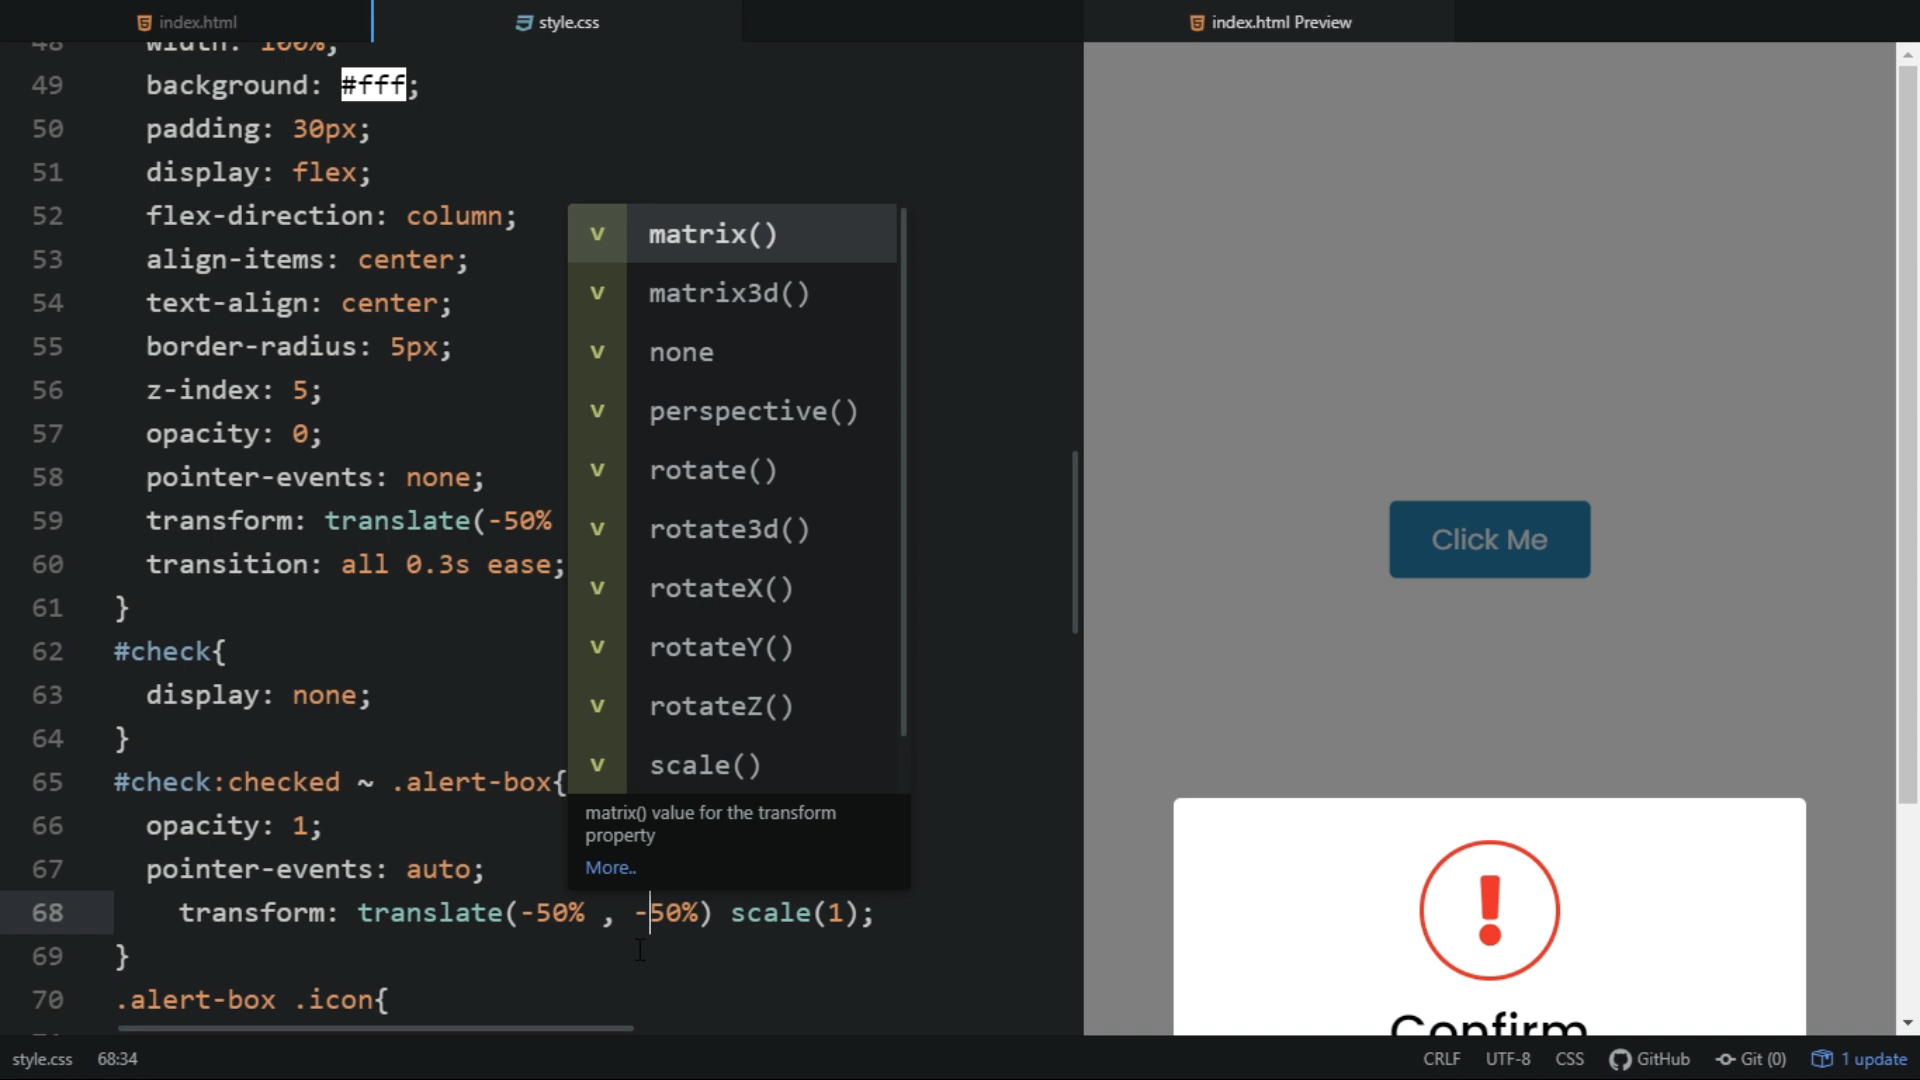 index.html
style.css
index.html Preview
48 width: 100%;
49 background: #fff;
50 padding: 30px;
51 display: flex;
52 flex-direction: column;
53 align-items: center;
54 text-align: center;
55 border-radius: 5px;
56 z-index: 5;
57 opacity: 0;
58 pointer-events: none;
59 transform: translate(-50%
60 transition: all 0.3s ease;
61 }
62 #check{
63 display: none;
64 }
65 #check:checked ~ .alert-box{
66 opacity: 1;
67 pointer-events: auto;
68 transform: translate(-50% , -50%) scale(1);
69 }
70 .alert-box .icon{
v matrix()
v matrix3d()
v none
v perspective()
v rotate()
v rotate3d()
v rotateX()
v rotateY()
v rotateZ()
v scale()
matrix() value for the transform
property
More..
Click Me
Confirm
style.css 68:34
CRLF UTF-8 CSS GitHub Git (0) 1 update